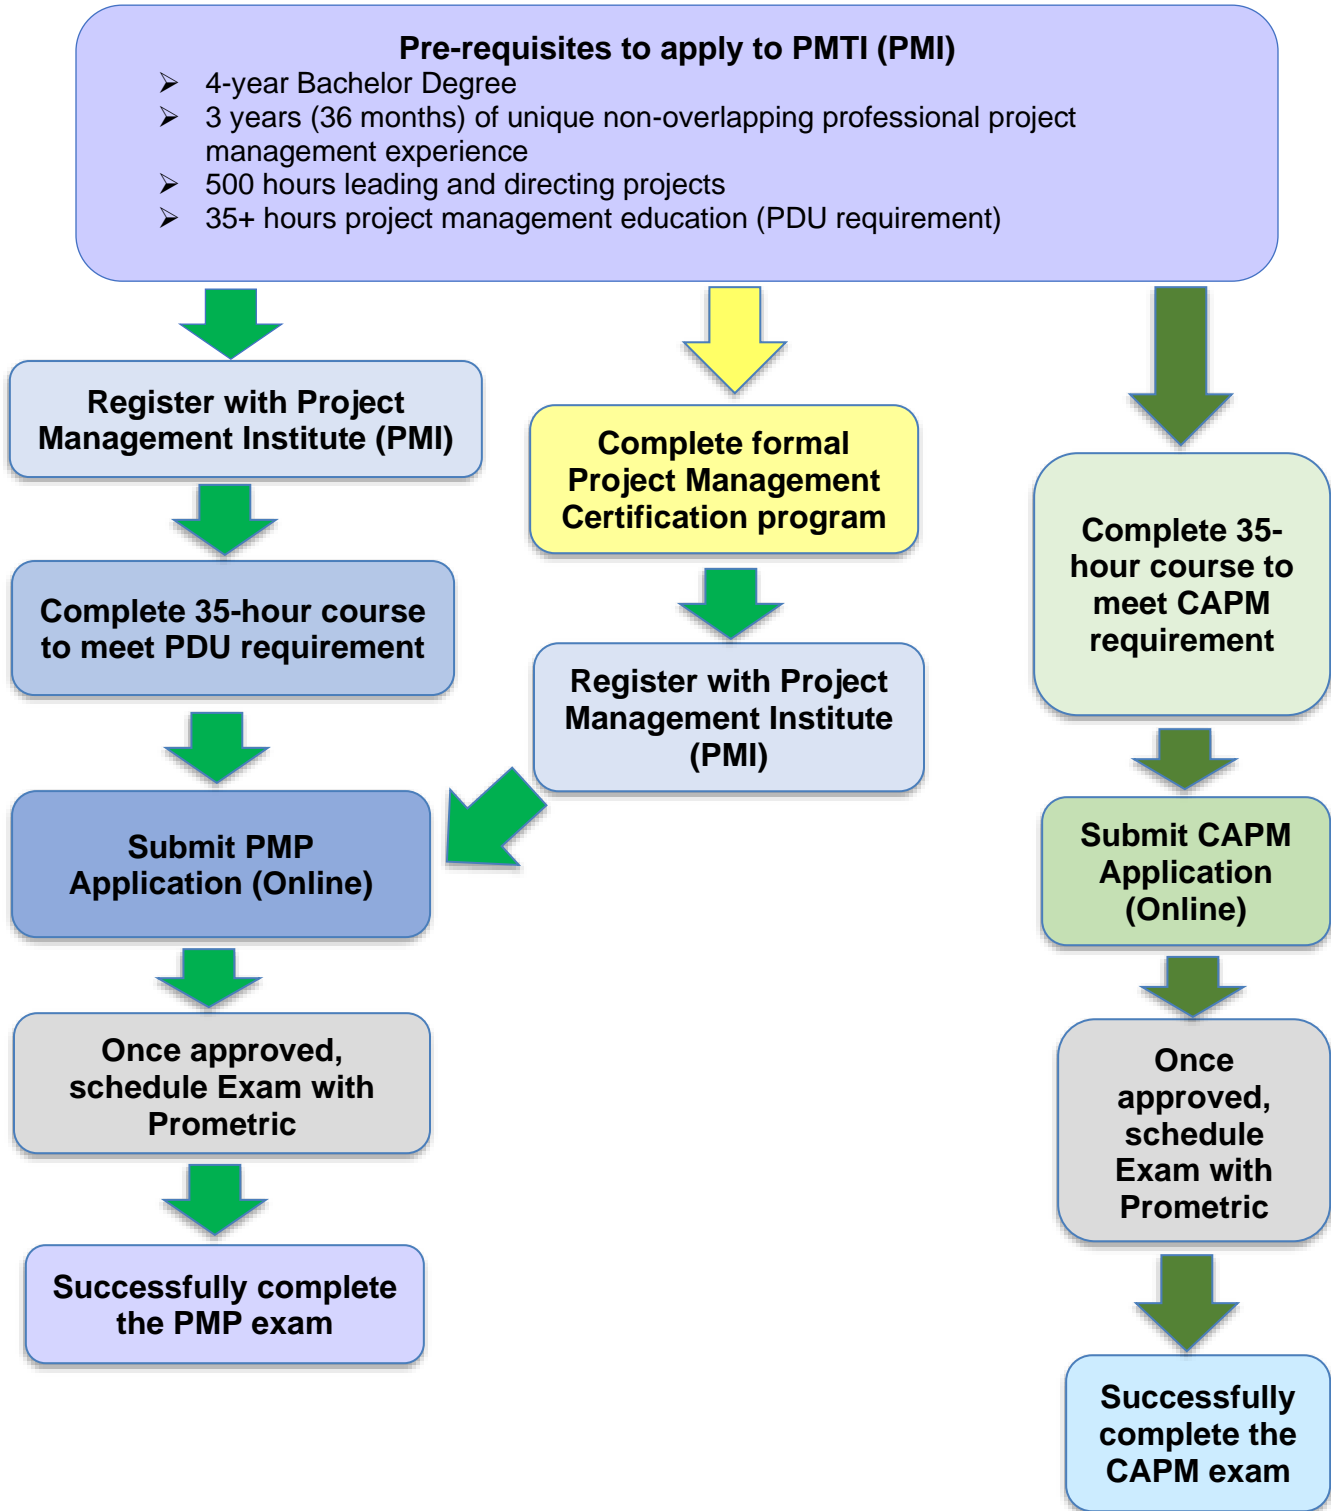 Pre-requisites to apply to PMTI (PMI)
➢ 4-year Bachelor Degree
➢ 3 years (36 months) of unique non-overlapping professional project
management experience
➢ 500 hours leading and directing projects
➢ 35+ hours project management education (PDU requirement)
Register with Project
Management Institute (PMI)
Complete 35-hour course
to meet PDU requirement
Submit PMP
Application (Online)
Once approved,
schedule Exam with
Prometric
Successfully complete
the PMP exam
Complete formal
Project Management
Certification program
Register with Project
Management Institute
(PMI)
Complete 35-
hour course to
meet CAPM
requirement
Submit CAPM
Application
(Online)
Once
approved,
schedule
Exam with
Prometric
Successfully
complete the
CAPM exam